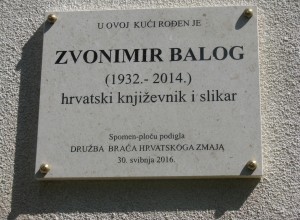 U OVOJ KUĆI ROĐEN JE
ZVONIMIR BALOG
(1932.- 2014.)
hrvatski književnik i slikar
Spomen-ploču podigla
DRUŽBA BRAĆA HRVATSKOGA ZMAJA
30. svibnja 2016.